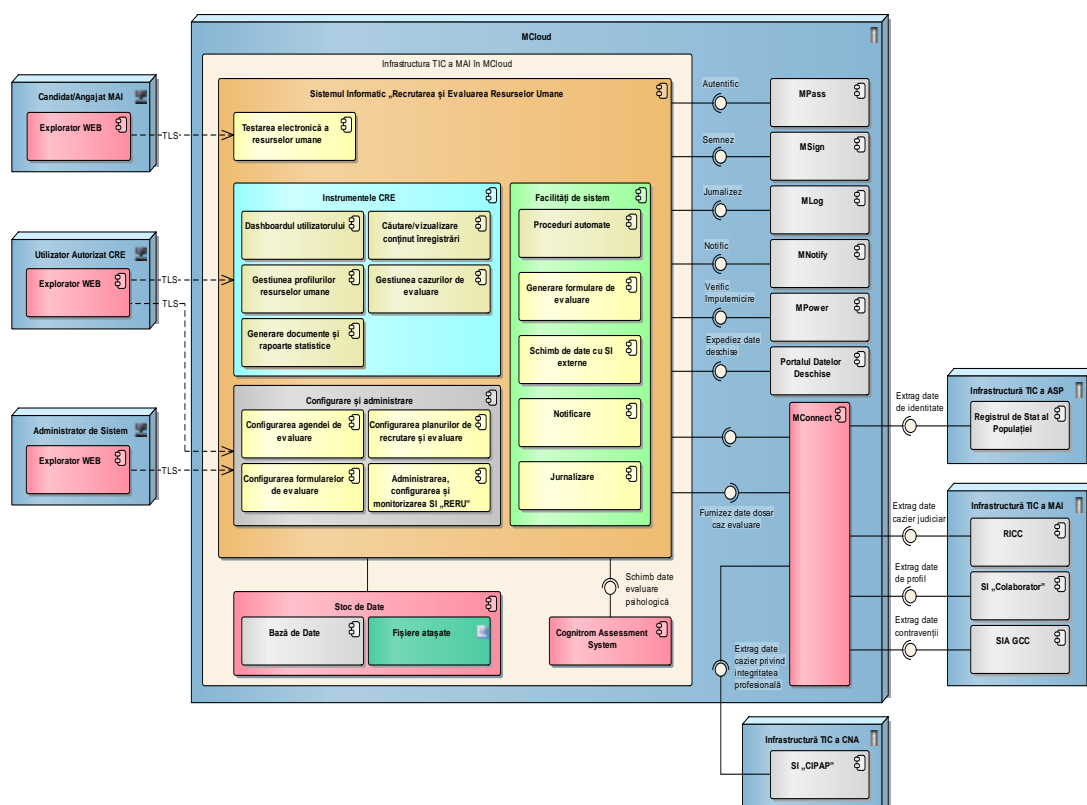 MCloud
Infrastructura TIC a MAI în MCloud
Sistemul Informatic „Recrutarea și Evaluarea Resurselor Umane
Candidat/Angajat MAI
Explorator WEB
TLS
Testarea electronică a
resurselor umane
Utilizator Autorizat CRE
Explorator WEB
TLS
TLS
Administrator de Sistem
Explorator WEB
TLS
Instrumentele CRE
Dashboardul utilizatorului
Căutare/vizualizare
conținut înregistrări
Gestiunea profilurilor
resurselor umane
Gestiunea cazurilor de
evaluare
Generare documente și
rapoarte statistice
Configurare și administrare
Configurarea agendei de
evaluare
Configurarea planurilor de
recrutare și evaluare
Configurarea formularelor
de evaluare
Administrarea,
configurarea și
monitorizarea SI „RERU”
Facilități de sistem
Proceduri automate
Generare formulare de
evaluare
Schimb de date cu SI
externe
Notificare
Jurnalizare
Stoc de Date
Bază de Date
Fișiere atașate
Schimb date
evaluare
psihologică
Cognitrom Assessment
System
Autentific
MPass
Semnez
MSign
Jumalizez
MLog
Notific
MNotify
Verific
Imputernicire
MPower
Expediez date
deschise
Portalul Datelor
Deschise
MConnect
Furnizez date dosar
caz evaluare
Extrag date
cazier privind
integritatea
profesională
Extrag date
de identitate
Infrastructură TIC a ASP
Registrul de Stat al
Populației
Infrastructură TIC a MAI
Extrag date
cazier judiciar
RICC
Extrag date
de profil
SI „Colaborator”
Extrag date
contravenții
SIA GCC
Infrastructură TIC a CNA
SI „CIPAP”